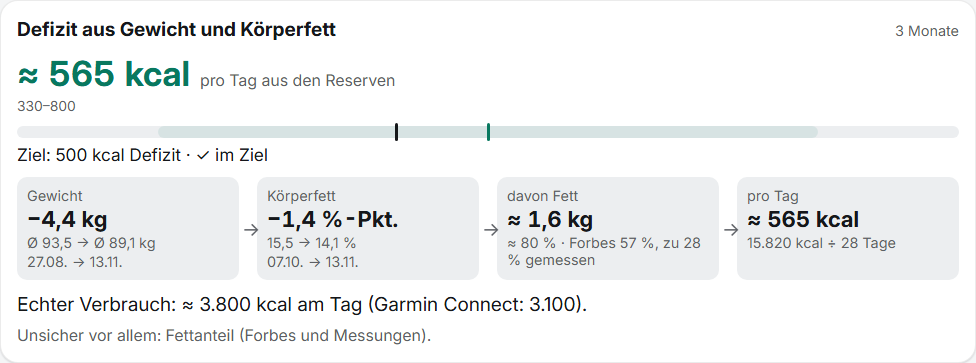 Defizit aus Gewicht und Körperfett
3 Monate
≈ 565 kcal pro Tag aus den Reserven
330–800
Ziel: 500 kcal Defizit · ✓ im Ziel
Gewicht
−4,4 kg
Ø 93,5 → Ø 89,1 kg
27.08. → 13.11.
→
Körperfett
−1,4 %-Pkt.
15,5 → 14,1 %
07.10. → 13.11.
→
davon Fett
≈ 1,6 kg
≈ 80 % · Forbes 57 %, zu 28
% gemessen
→
pro Tag
≈ 565 kcal
15.820 kcal ÷ 28 Tage
Echter Verbrauch: ≈ 3.800 kcal am Tag (Garmin Connect: 3.100).
Unsicher vor allem: Fettanteil (Forbes und Messungen).